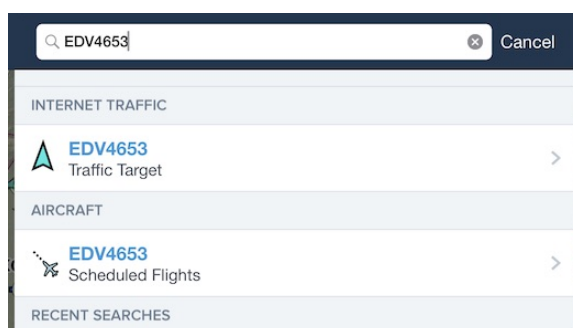 EDV4653
Cancel
INTERNET TRAFFIC
EDV4653
Traffic Target
AIRCRAFT
EDV4653
Scheduled Flights
RECENT SEARCHES